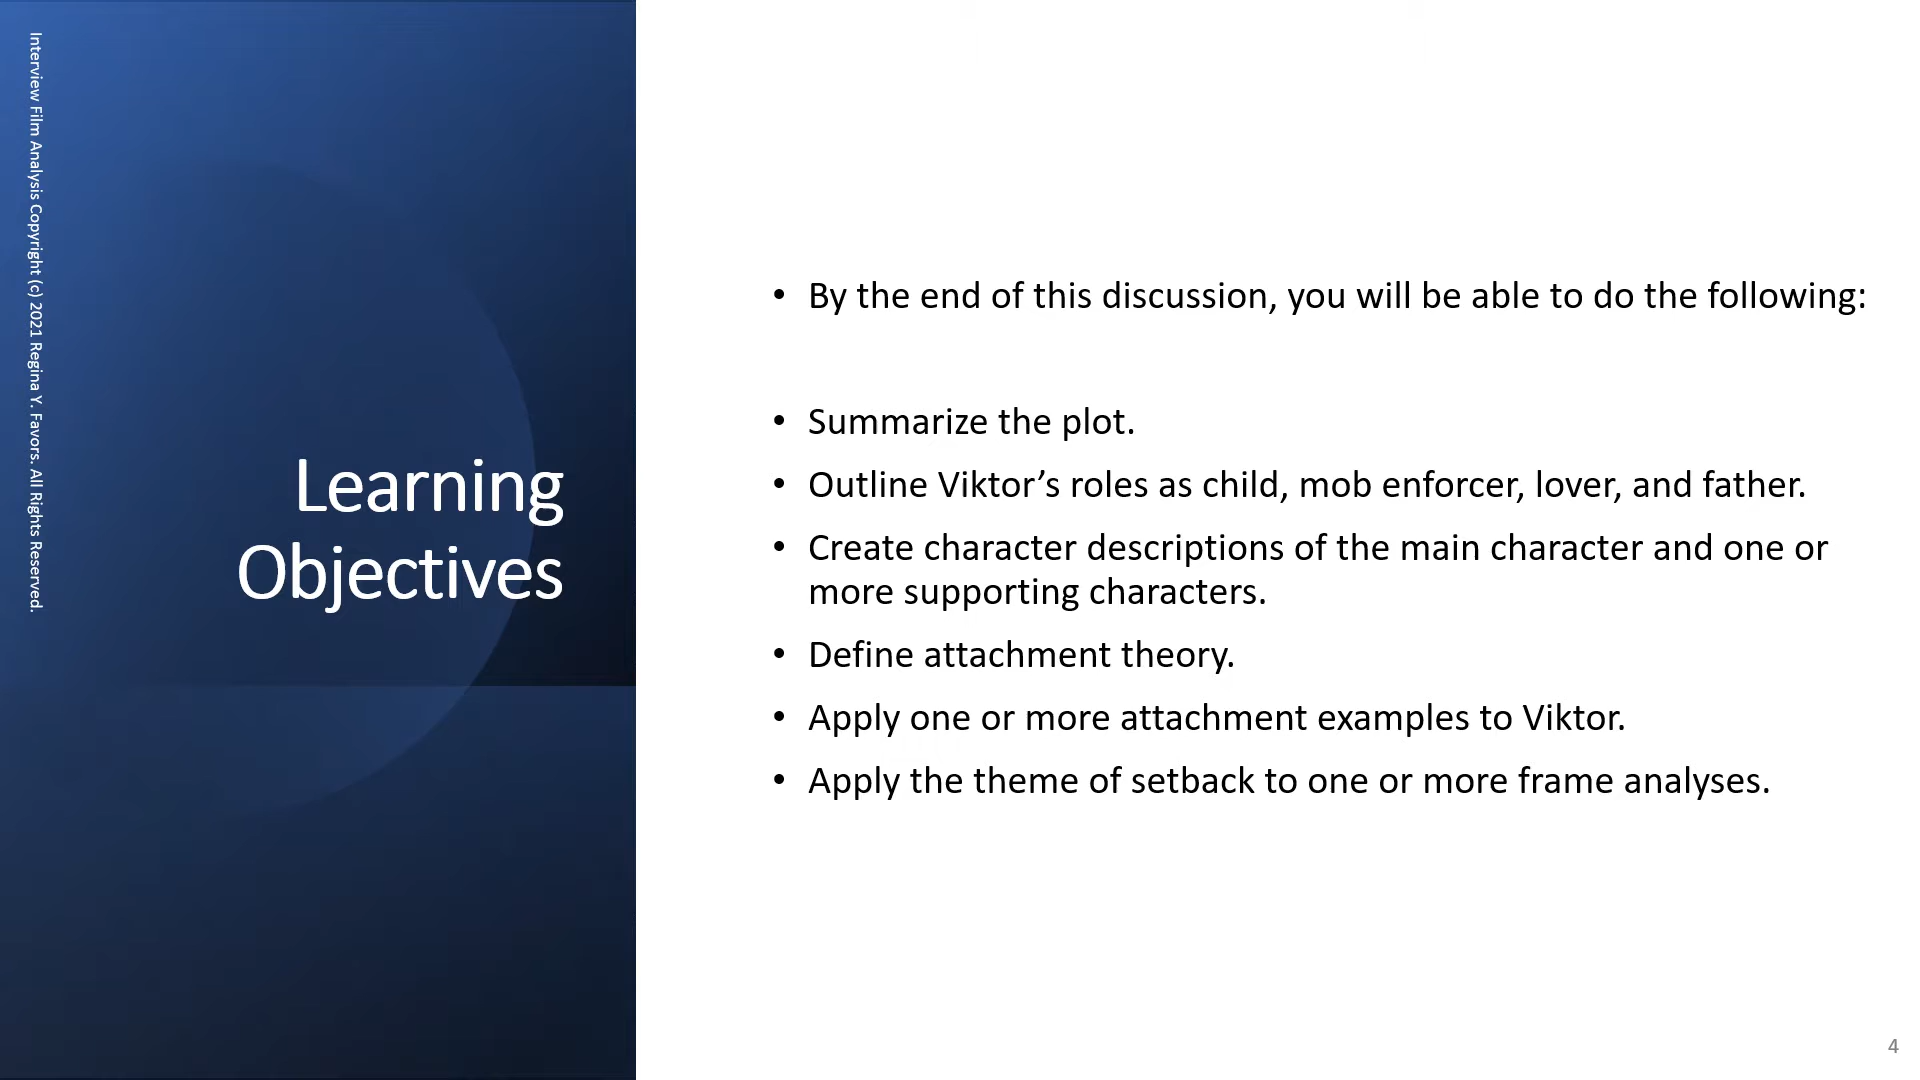 Interview Film Analysis Copyright (c) 2021 Regina Y. Favors. All Rights Reserved.
Learning
Objectives
• By the end of this discussion, you will be able to do the following:
• Summarize the plot.
• Outline Viktor’s roles as child, mob enforcer, lover, and father.
• Create character descriptions of the main character and one or
more supporting characters.
• Define attachment theory.
• Apply one or more attachment examples to Viktor.
• Apply the theme of setback to one or more frame analyses.
4